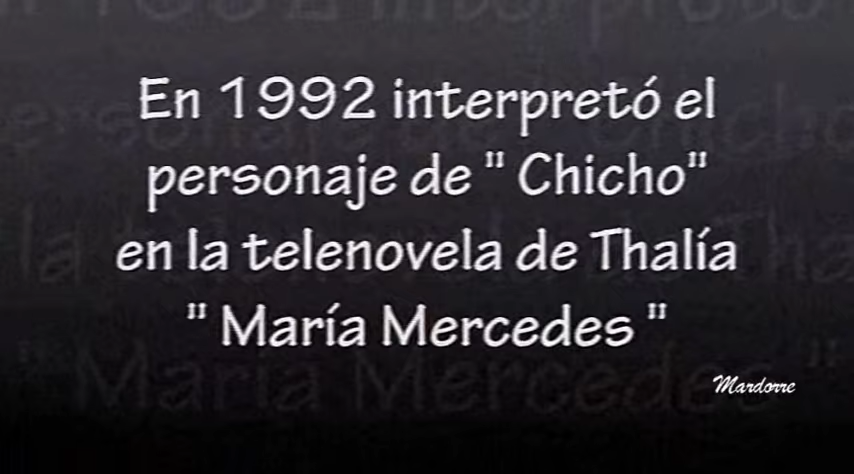 En 1992 interpretó el
personaje de " Chicho"
en la telenovela de Thalía
" María Mercedes "
Mardorre